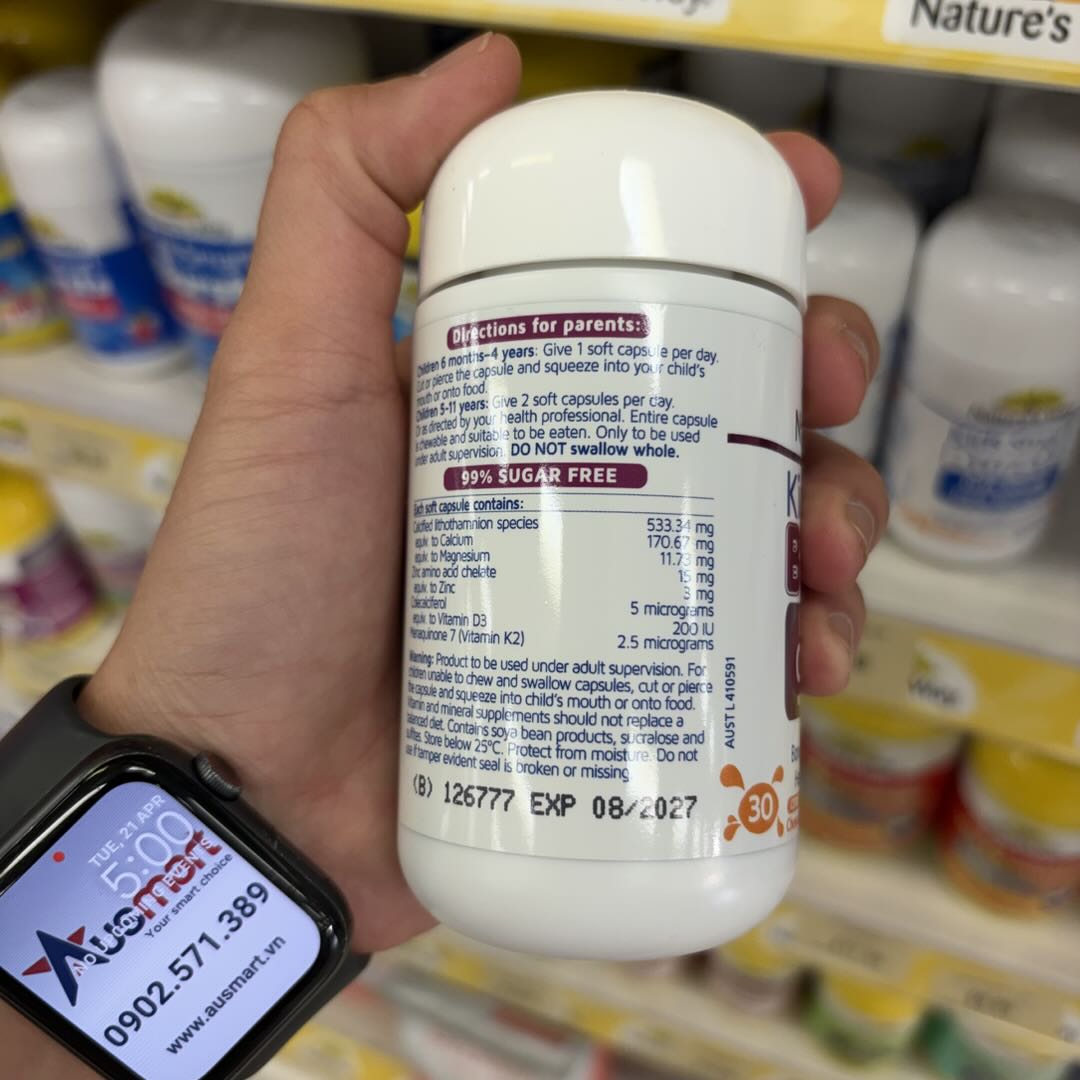 Nature's
Directions for parents:
Children 6 months-4 years: Give 1 soft capsule per day.
Cut or pierce the capsule and squeeze into your child's
mouth or onto food.
Children 5-11 years: Give 2 soft capsules per day.
Or as directed by your health professional. Entire capsule
is chewable and suitable to be eaten. Only to be used
under adult supervision. DO NOT swallow whole.
99% SUGAR FREE
Each soft capsule contains:
Calcified lithothamnion species 533.34 mg
equiv. to Calcium 170.67 mg
equiv. to Magnesium 11.73 mg
Zinc amino acid chelate 15 mg
equiv. to Zinc 3 mg
Colecalciferol 5 micrograms
equiv. to Vitamin D3 200 IU
Menaquinone 7 (Vitamin K2) 2.5 micrograms
Warning: Product to be used under adult supervision. For
children unable to chew and swallow capsules, cut or pierce
the capsule and squeeze into child's mouth or onto food.
Vitamin and mineral supplements should not replace a
balanced diet. Contains soya bean products, sucralose and
sulfites. Store below 25°C. Protect from moisture. Do not
use if tamper evident seal is broken or missing.
(B) 126777 EXP 08/2027
AUST L 410591
30
TUE, 21 APR
5:00
NO UPCOMING EVENTS
Ausmart
Your smart choice
0902.571.389
www.ausmart.vn